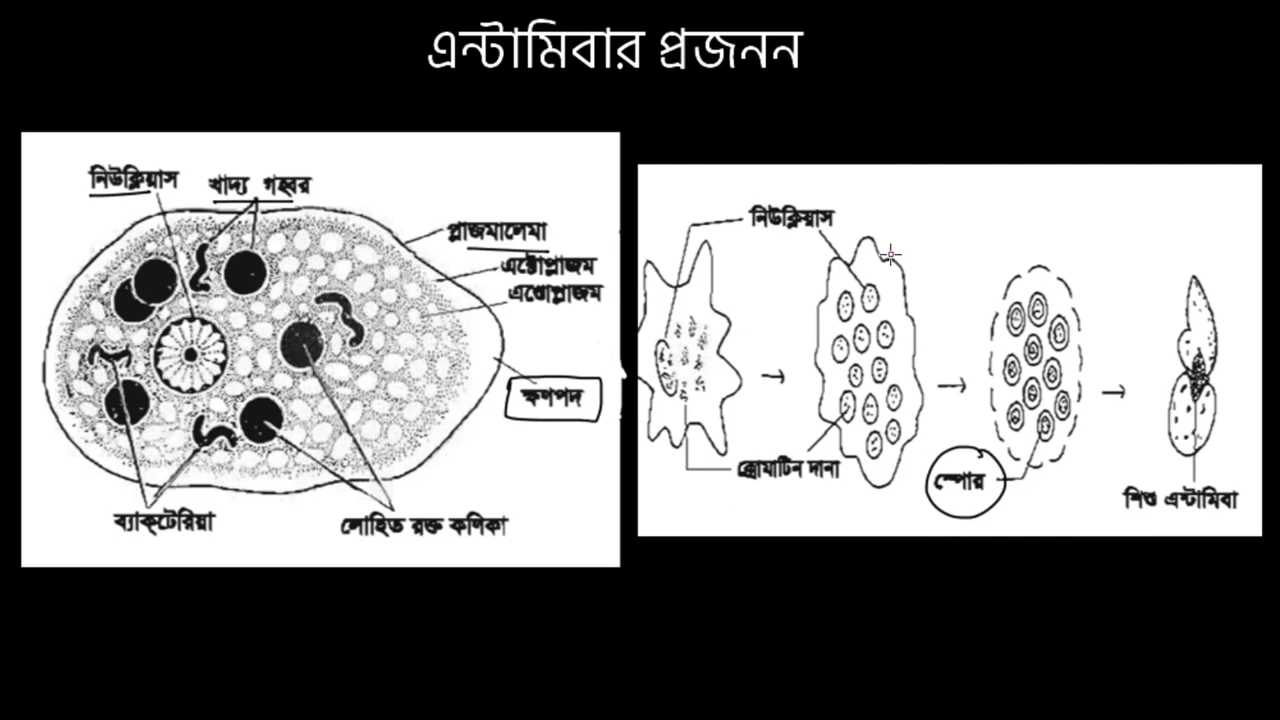 এন্টামিবার প্রজনন
নিউক্লিয়াস
খাদ্য গহ্বর
প্লাজমালেমা
এক্টোপ্লাজম
এণ্ডোপ্লাজম
ক্ষণপদ
ব্যাক্টেরিয়া
লোহিত রক্ত কণিকা
নিউক্লিয়াস
ক্রোমাটিন দানা
স্পোর
শিশু এন্টামিবা